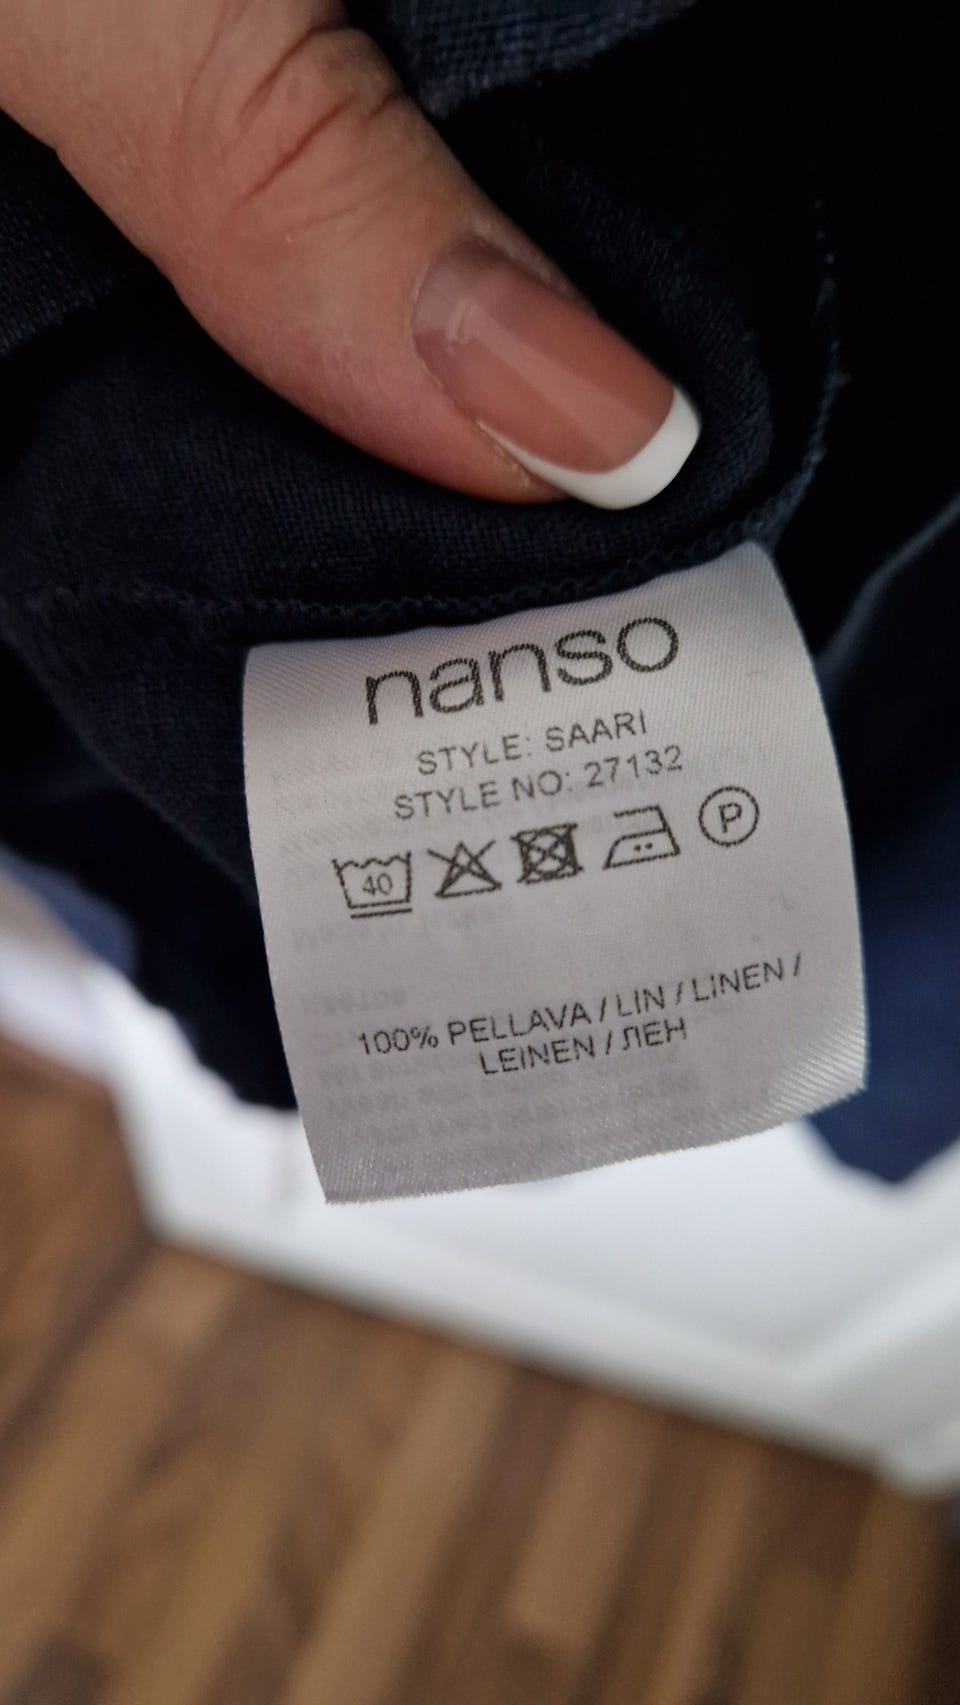 nanso
STYLE: SAARI
STYLE NO: 27132
40 P
100% PELLAVA / LIN / LINEN /
LEINEN / ЛЕН